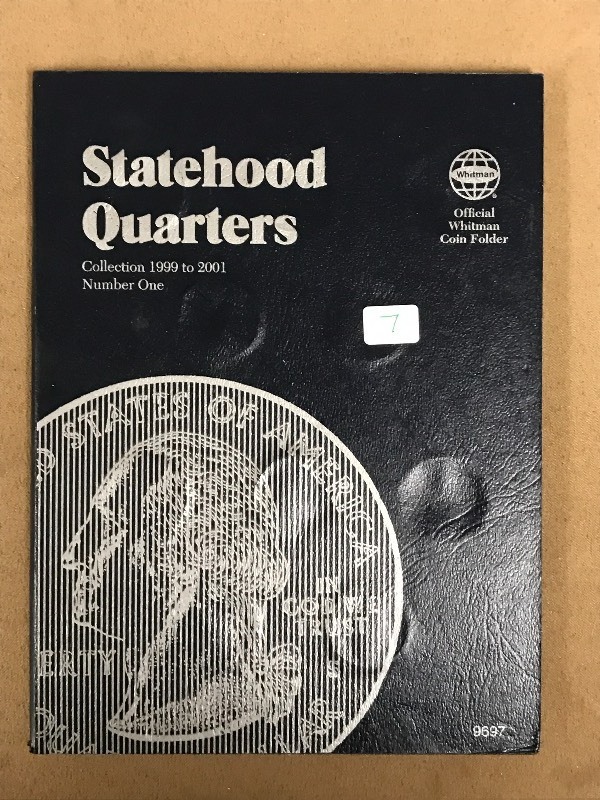 Statehood
Quarters
Collection 1999 to 2001
Number One
Whitman
Official
Whitman
Coin Folder
7
D STATES OF AMERICA
IN
GOD WE
TRUST
S
ERTY
9697